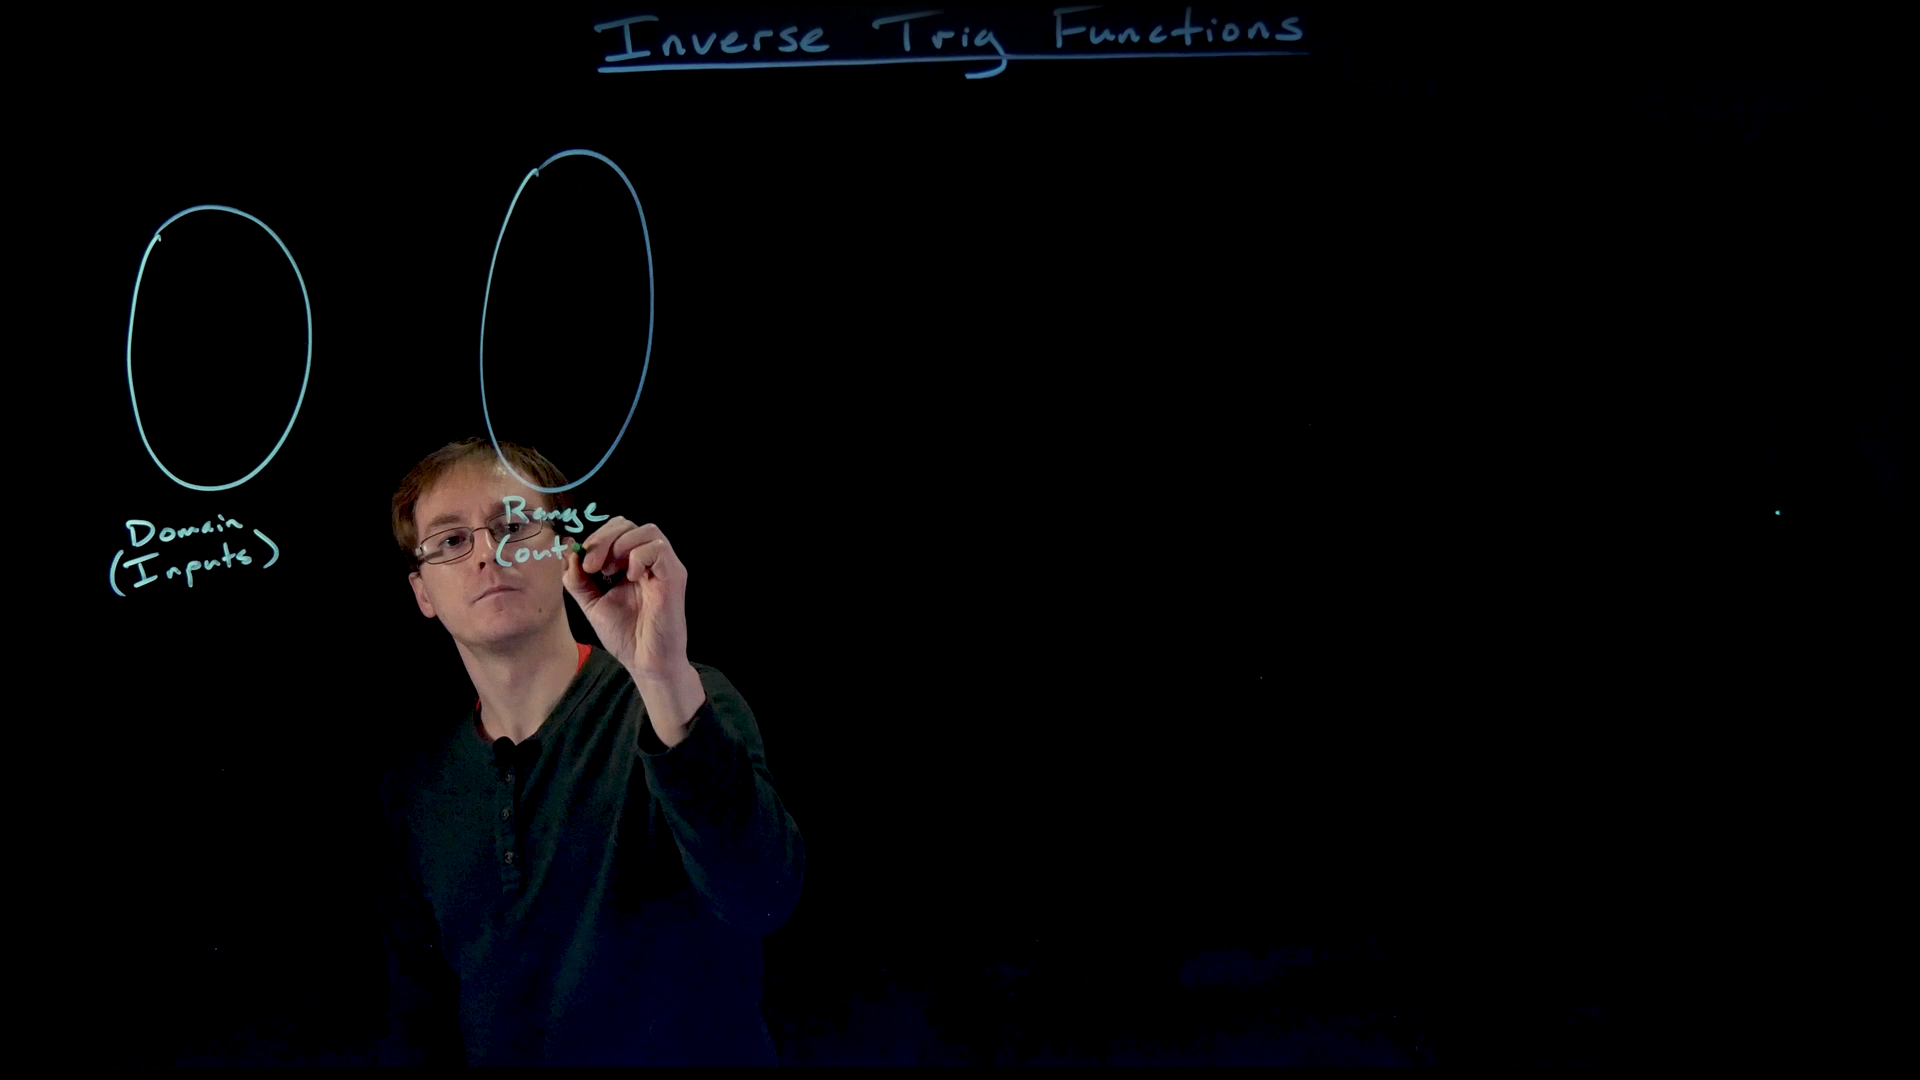 Inverse Trig Functions
Domain
(Inputs)
Range
(out